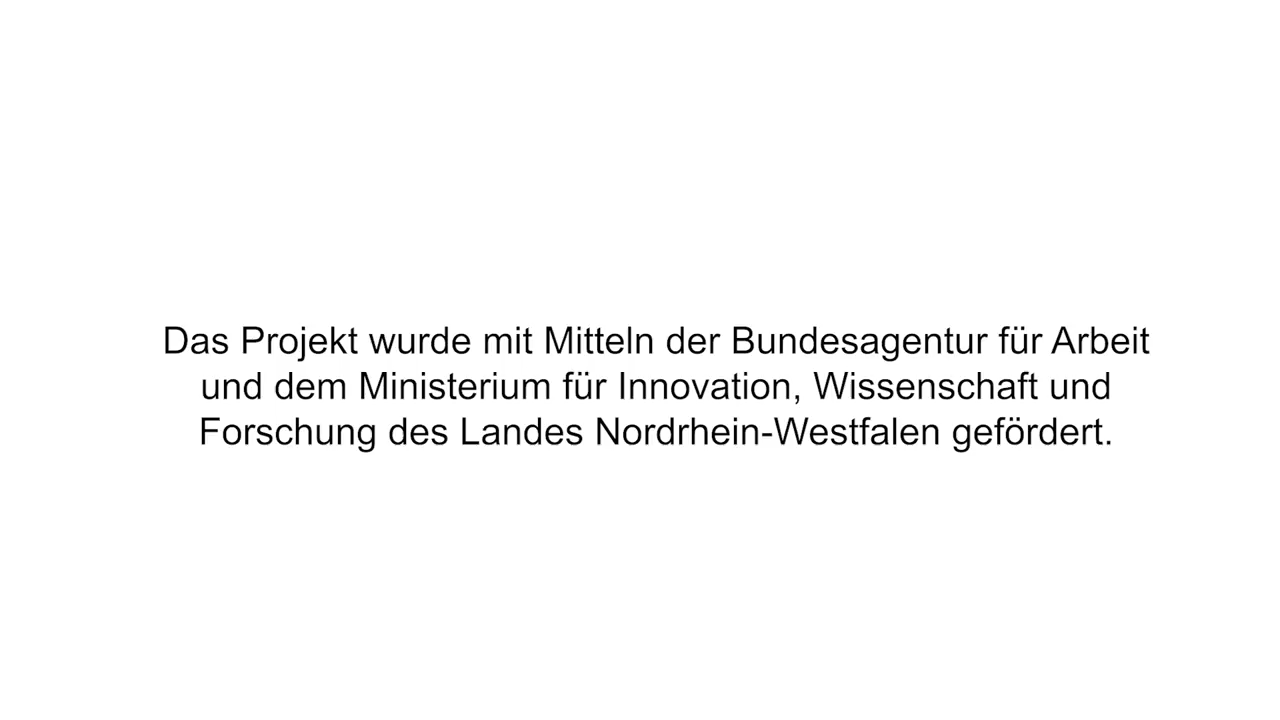 Das Projekt wurde mit Mitteln der Bundesagentur für Arbeit
und dem Ministerium für Innovation, Wissenschaft und
Forschung des Landes Nordrhein-Westfalen gefördert.